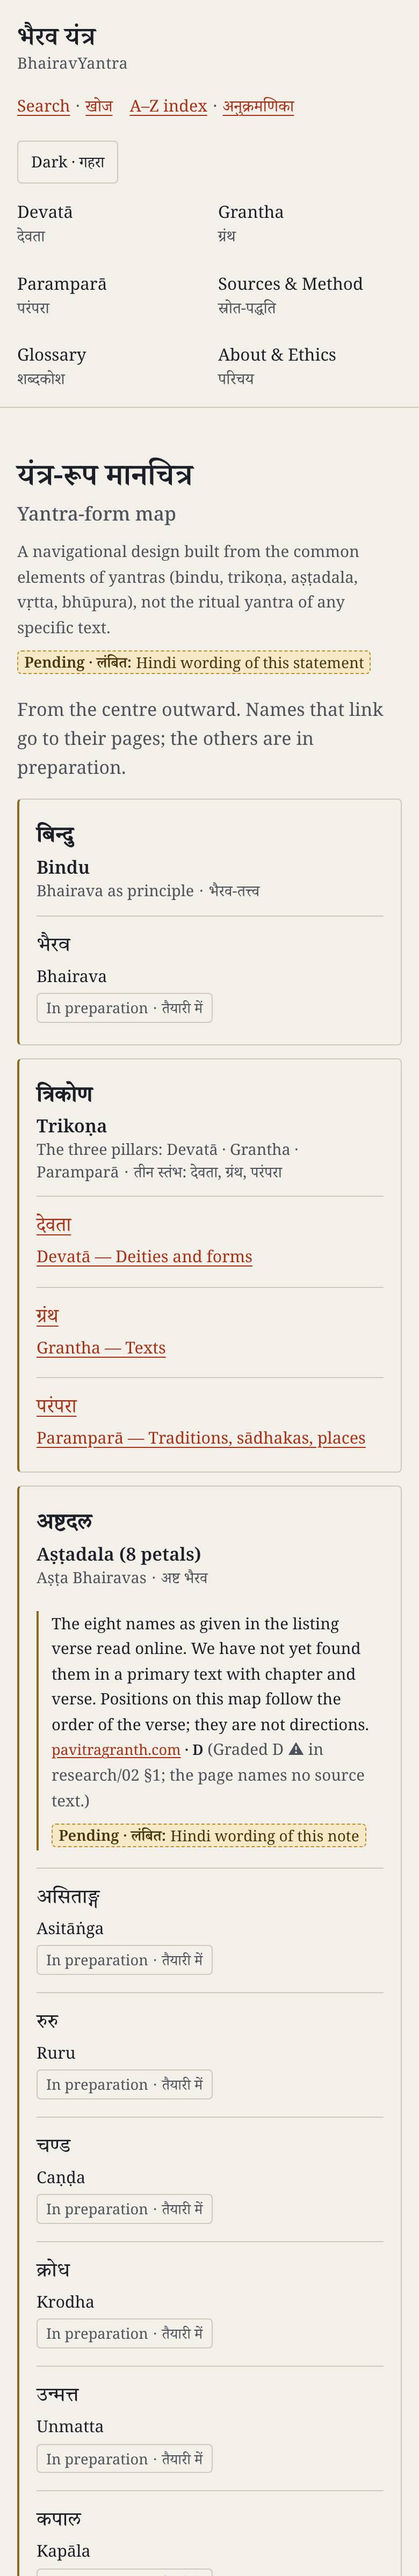 भैरव यंत्र
BhairavYantra
Search · खोज A–Z index · अनुक्रमणिका
Dark · गहरा
Devatā Grantha
देवता ग्रंथ
Paramparā Sources & Method
परंपरा स्रोत-पद्धति
Glossary About & Ethics
शब्दकोश परिचय
यंत्र-रूप मानचित्र
Yantra-form map
A navigational design built from the common
elements of yantras (bindu, trikoṇa, aṣṭadala,
vṛtta, bhūpura), not the ritual yantra of any
specific text.
Pending · लंबित: Hindi wording of this statement
From the centre outward. Names that link
go to their pages; the others are in
preparation.
बिन्दु
Bindu
Bhairava as principle · भैरव-तत्त्व
भैरव
Bhairava
In preparation · तैयारी में
त्रिकोण
Trikoṇa
The three pillars: Devatā · Grantha ·
Paramparā · तीन स्तंभ: देवता, ग्रंथ, परंपरा
देवता
Devatā — Deities and forms
ग्रंथ
Grantha — Texts
परंपरा
Paramparā — Traditions, sādhakas, places
अष्टदल
Aṣṭadala (8 petals)
Aṣṭa Bhairavas · अष्ट भैरव
The eight names as given in the listing
verse read online. We have not yet found
them in a primary text with chapter and
verse. Positions on this map follow the
order of the verse; they are not directions.
pavitragranth.com · D (Graded D ⚠ in
research/02 §1; the page names no source
text.)
Pending · लंबित: Hindi wording of this note
असिताङ्ग
Asitāṅga
In preparation · तैयारी में
रुरु
Ruru
In preparation · तैयारी में
चण्ड
Caṇḍa
In preparation · तैयारी में
क्रोध
Krodha
In preparation · तैयारी में
उन्मत्त
Unmatta
In preparation · तैयारी में
कपाल
Kapāla